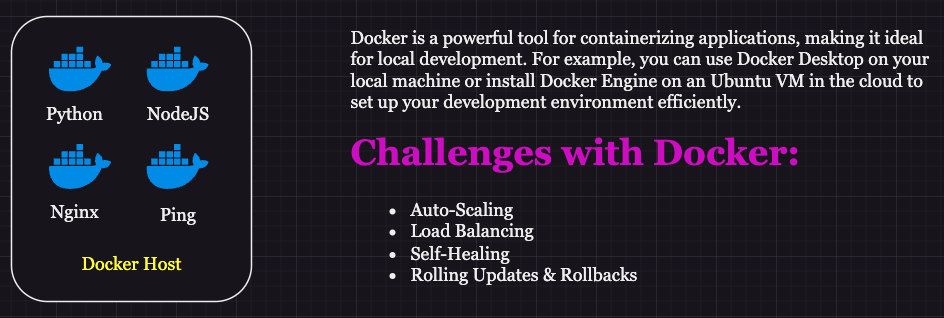 Python
NodeJS
Nginx
Ping
Docker Host
Docker is a powerful tool for containerizing applications, making it ideal
for local development. For example, you can use Docker Desktop on your
local machine or install Docker Engine on an Ubuntu VM in the cloud to
set up your development environment efficiently.
Challenges with Docker:
• Auto-Scaling
• Load Balancing
• Self-Healing
• Rolling Updates & Rollbacks